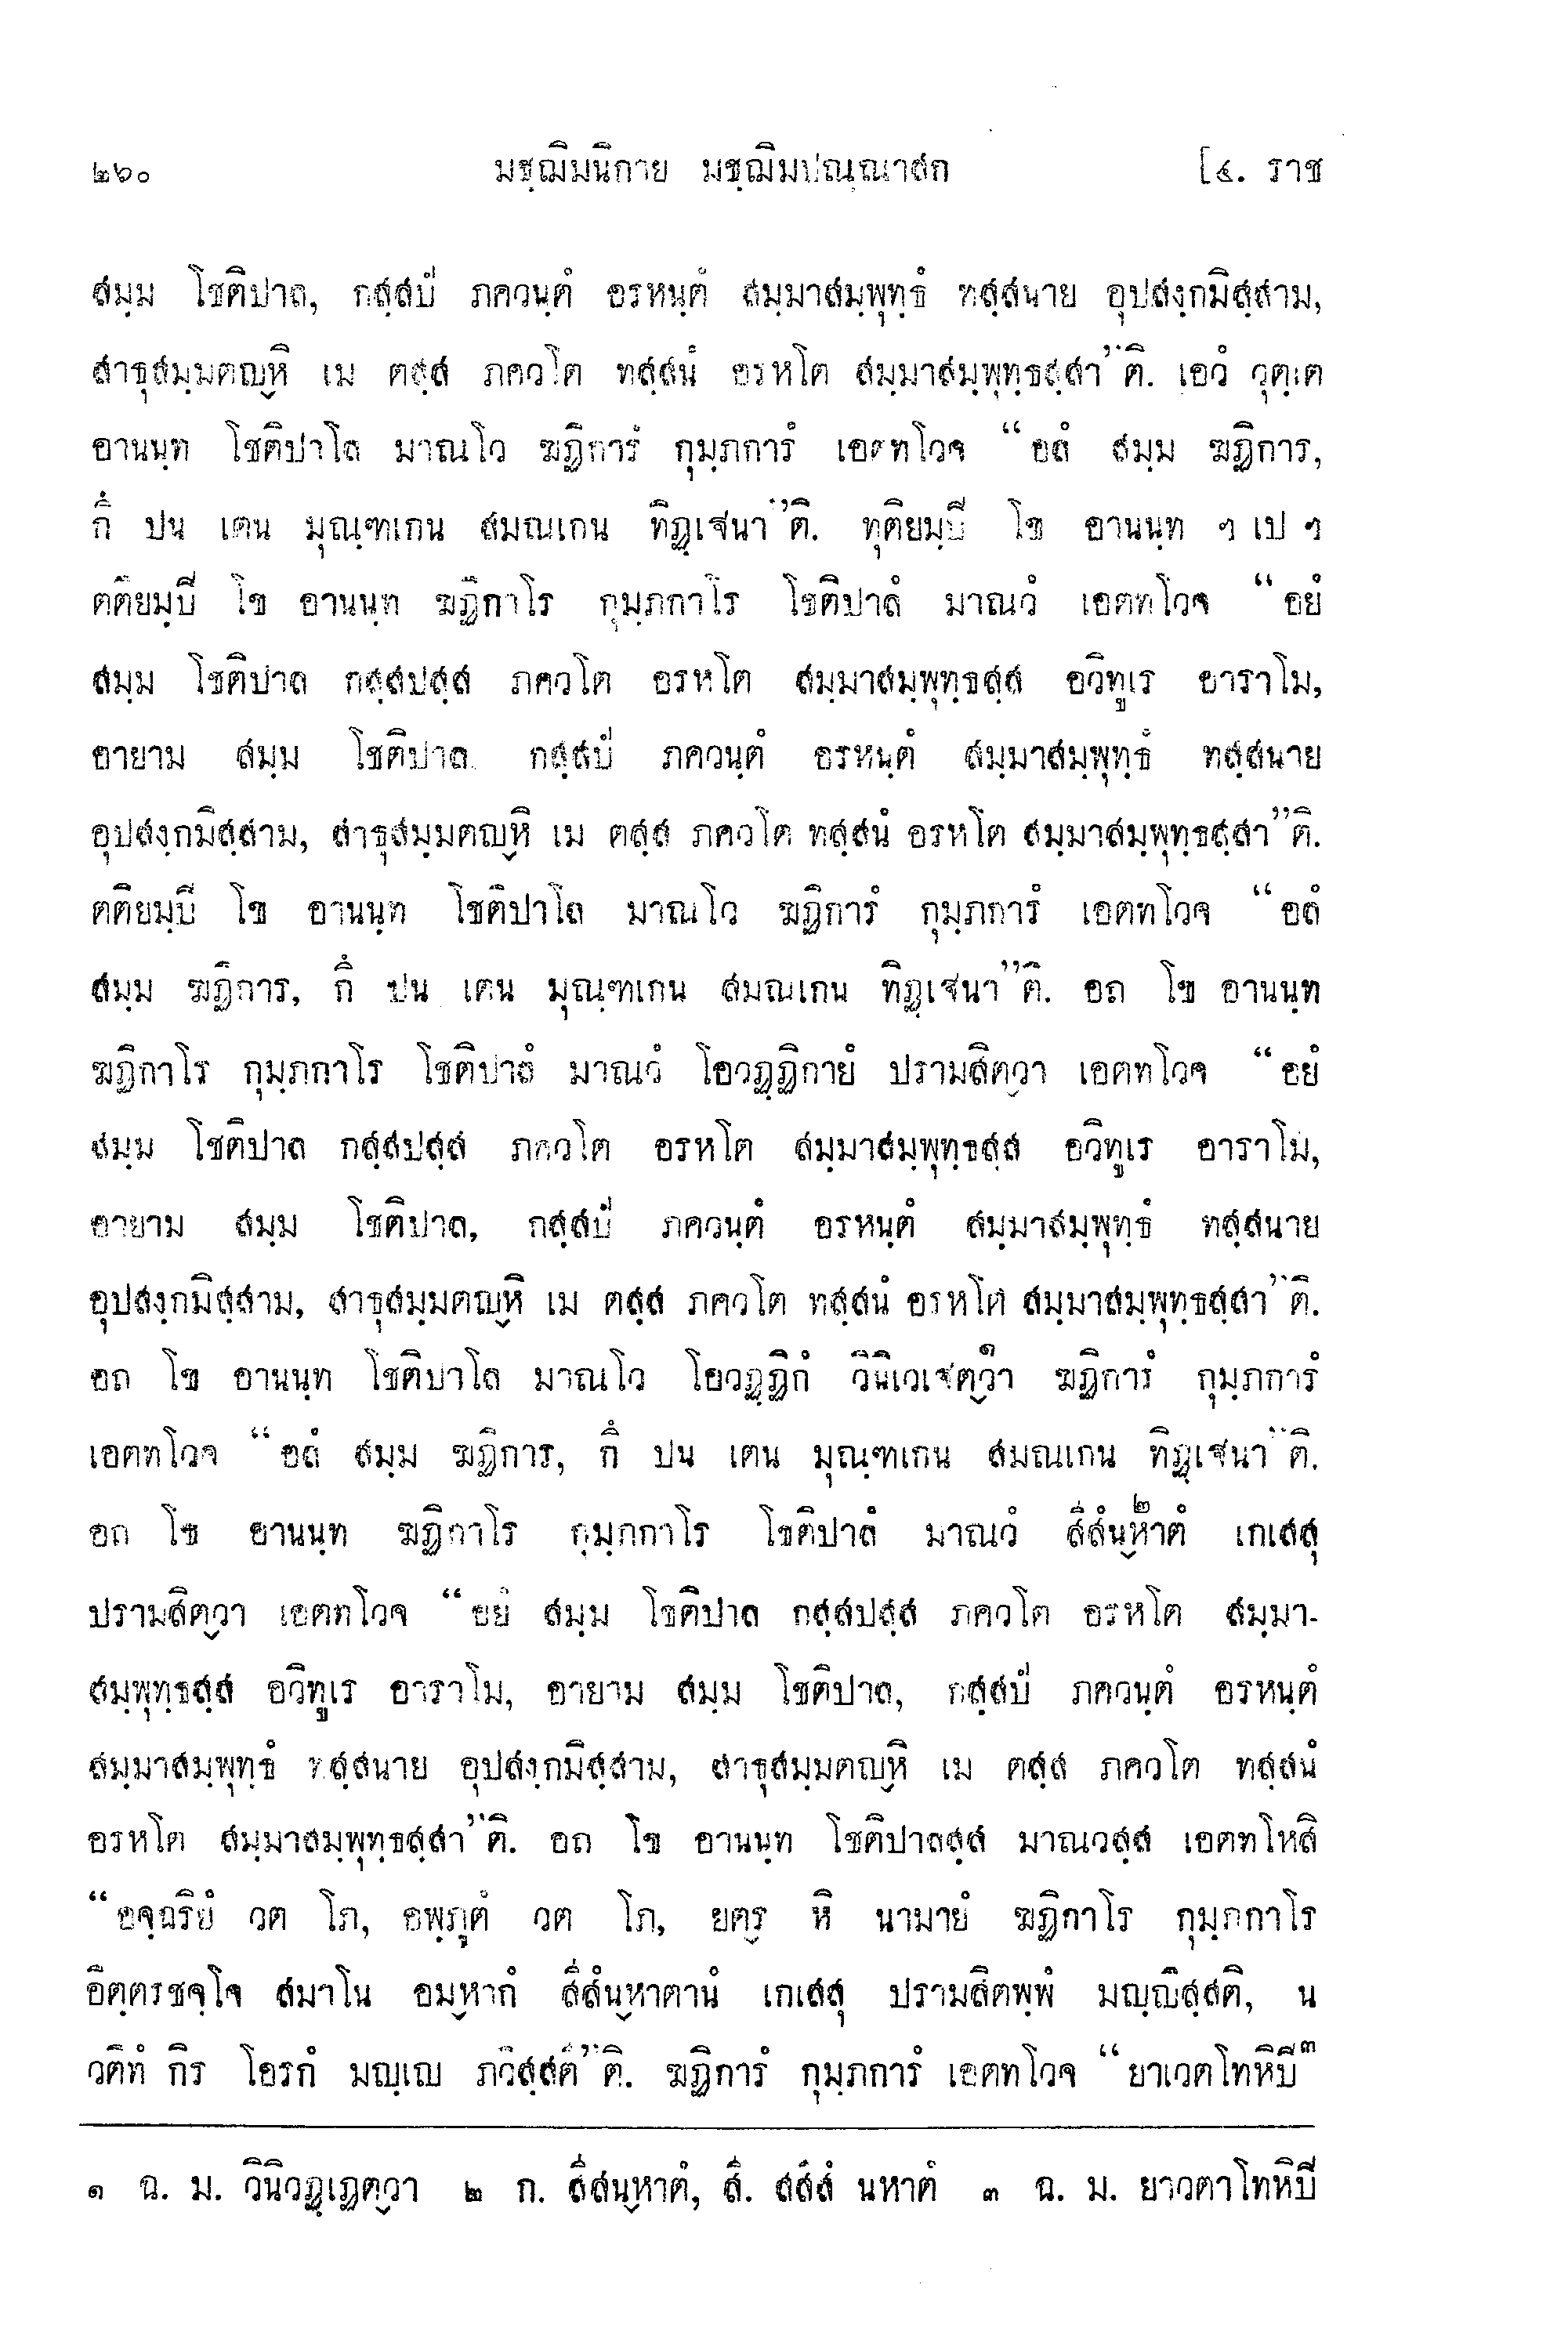 ๒๖๐ มชฺฌิมนิกาย มชฺฌิมปณฺณาสก [๔. ราช
สมฺม โชติปาล, กสฺสปํ ภควนฺตํ อรหนฺตํ สมฺมาสมฺพุทฺธํ ทสฺสนาย อุปสงฺกมิสฺสาม,
สาธุสมฺมตญฺหิ เม ตสฺส ภควโต ทสฺสนํ อรหโต สมฺมาสมฺพุทฺธสฺสา”ติ. เอวํ วุตฺเต
อานนฺท โชติปาโล มาณโว ฆฏิการํ กุมฺภการํ เอตทโวจ “อลํ สมฺม ฆฏิการ,
กึ ปน เตน มุณฺฑเกน สมณเกน ทิฏฺเฐนา”ติ. ทุติยมฺปิ โข อานนฺท ฯ เป ฯ
ตติยมฺปิ โข อานนฺท ฆฏิกาโร กุมฺภกาโร โชติปาลํ มาณวํ เอตทโวจ “อยํ
สมฺม โชติปาล กสฺสปสฺส ภควโต อรหโต สมฺมาสมฺพุทฺธสฺส อวิทูเร อาราโม,
อายาม สมฺม โชติปาล กสฺสปํ ภควนฺตํ อรหนฺตํ สมฺมาสมฺพุทฺธํ ทสฺสนาย
อุปสงฺกมิสฺสาม, สาธุสมฺมตญฺหิ เม ตสฺส ภควโต ทสฺสนํ อรหโต สมฺมาสมฺพุทฺธสฺสา”ติ.
ตติยมฺปิ โข อานนฺท โชติปาโล มาณโว ฆฏิการํ กุมฺภการํ เอตทโวจ “อลํ
สมฺม ฆฏิการ, กึ ปน เตน มุณฺฑเกน สมณเกน ทิฏฺเฐนา”ติ. อถ โข อานนฺท
ฆฏิกาโร กุมฺภกาโร โชติปาลํ มาณวํ โอวฏฺฏิกายํ ปรามสิตฺวา เอตทโวจ “อยํ
สมฺม โชติปาล กสฺสปสฺส ภควโต อรหโต สมฺมาสมฺพุทฺธสฺส อวิทูเร อาราโม,
อายาม สมฺม โชติปาล, กสฺสปํ ภควนฺตํ อรหนฺตํ สมฺมาสมฺพุทฺธํ ทสฺสนาย
อุปสงฺกมิสฺสาม, สาธุสมฺมตญฺหิ เม ตสฺส ภควโต ทสฺสนํ อรหโต สมฺมาสมฺพุทฺธสฺสา”ติ.
อถ โข อานนฺท โชติปาโล มาณโว โอวฏฺฏิกํ วินิเวเฐตฺวา๑ ฆฏิการํ กุมฺภการํ
เอตทโวจ “อลํ สมฺม ฆฏิการ, กึ ปน เตน มุณฺฑเกน สมณเกน ทิฏฺเฐนา”ติ.
อถ โข อานนฺท ฆฏิกาโร กุมฺภกาโร โชติปาลํ มาณวํ สีสํนฺหาตํ๒ เกเสสุ
ปรามสิตฺวา เอตทโวจ “อยํ สมฺม โชติปาล กสฺสปสฺส ภควโต อรหโต สมฺมา-
สมฺพุทฺธสฺส อวิทูเร อาราโม, อายาม สมฺม โชติปาล, กสฺสปํ ภควนฺตํ อรหนฺตํ
สมฺมาสมฺพุทฺธํ ทสฺสนาย อุปสงฺกมิสฺสาม, สาธุสมฺมตญฺหิ เม ตสฺส ภควโต ทสฺสนํ
อรหโต สมฺมาสมฺพุทฺธสฺสา”ติ. อถ โข อานนฺท โชติปาลสฺส มาณวสฺส เอตทโหสิ
“อจฺฉริยํ วต โภ, อพฺภูตํ วต โภ, ยตฺร หิ นามายํ ฆฏิกาโร กุมฺภกาโร
อิตฺตรชจฺโจ สมาโน อมฺหากํ สีสํนฺหาตานํ เกเสสุ ปรามสิตพฺพํ มญฺญิสฺสติ, น
วติทํ กิร โอรกํ มญฺเญ ภวิสฺสตี”ติ. ฆฏิการํ กุมฺภการํ เอตทโวจ “ยาเวตโทหิปิ๓
๑ ฉ. ม. วินิวฏฺเฏตฺวา ๒ ก. สีสนฺหาตํ, สี. สสีสํ นหาตํ ๓ ฉ. ม. ยาวตาโทหิปิ